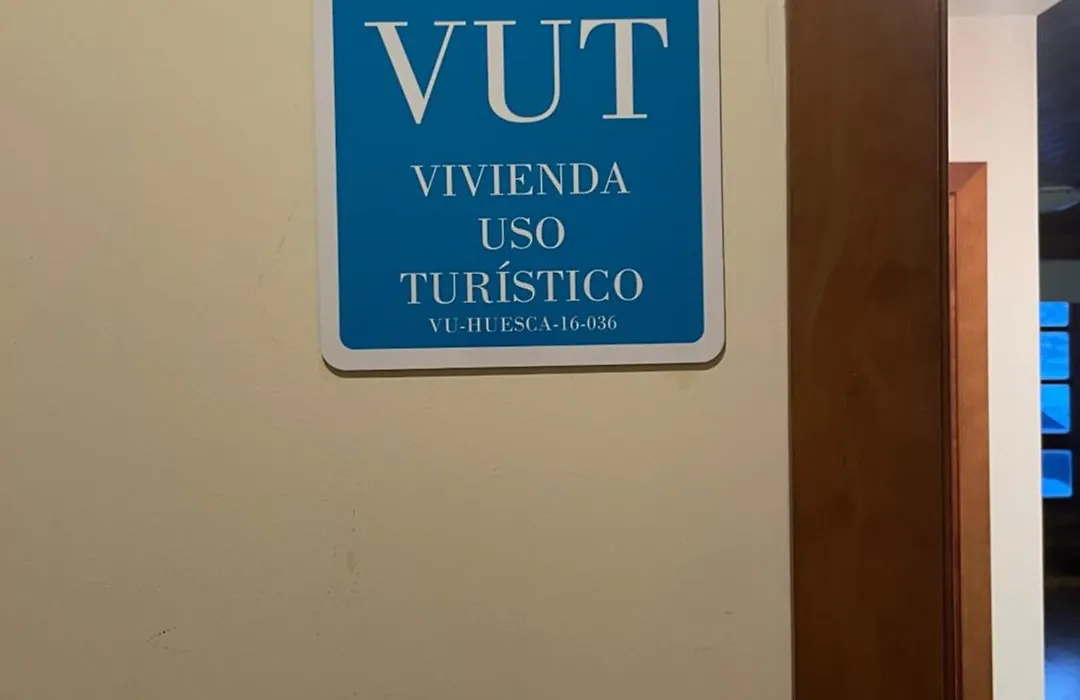 VUT
VIVIENDA
USO
TURÍSTICO
VU-HUESCA-16-036